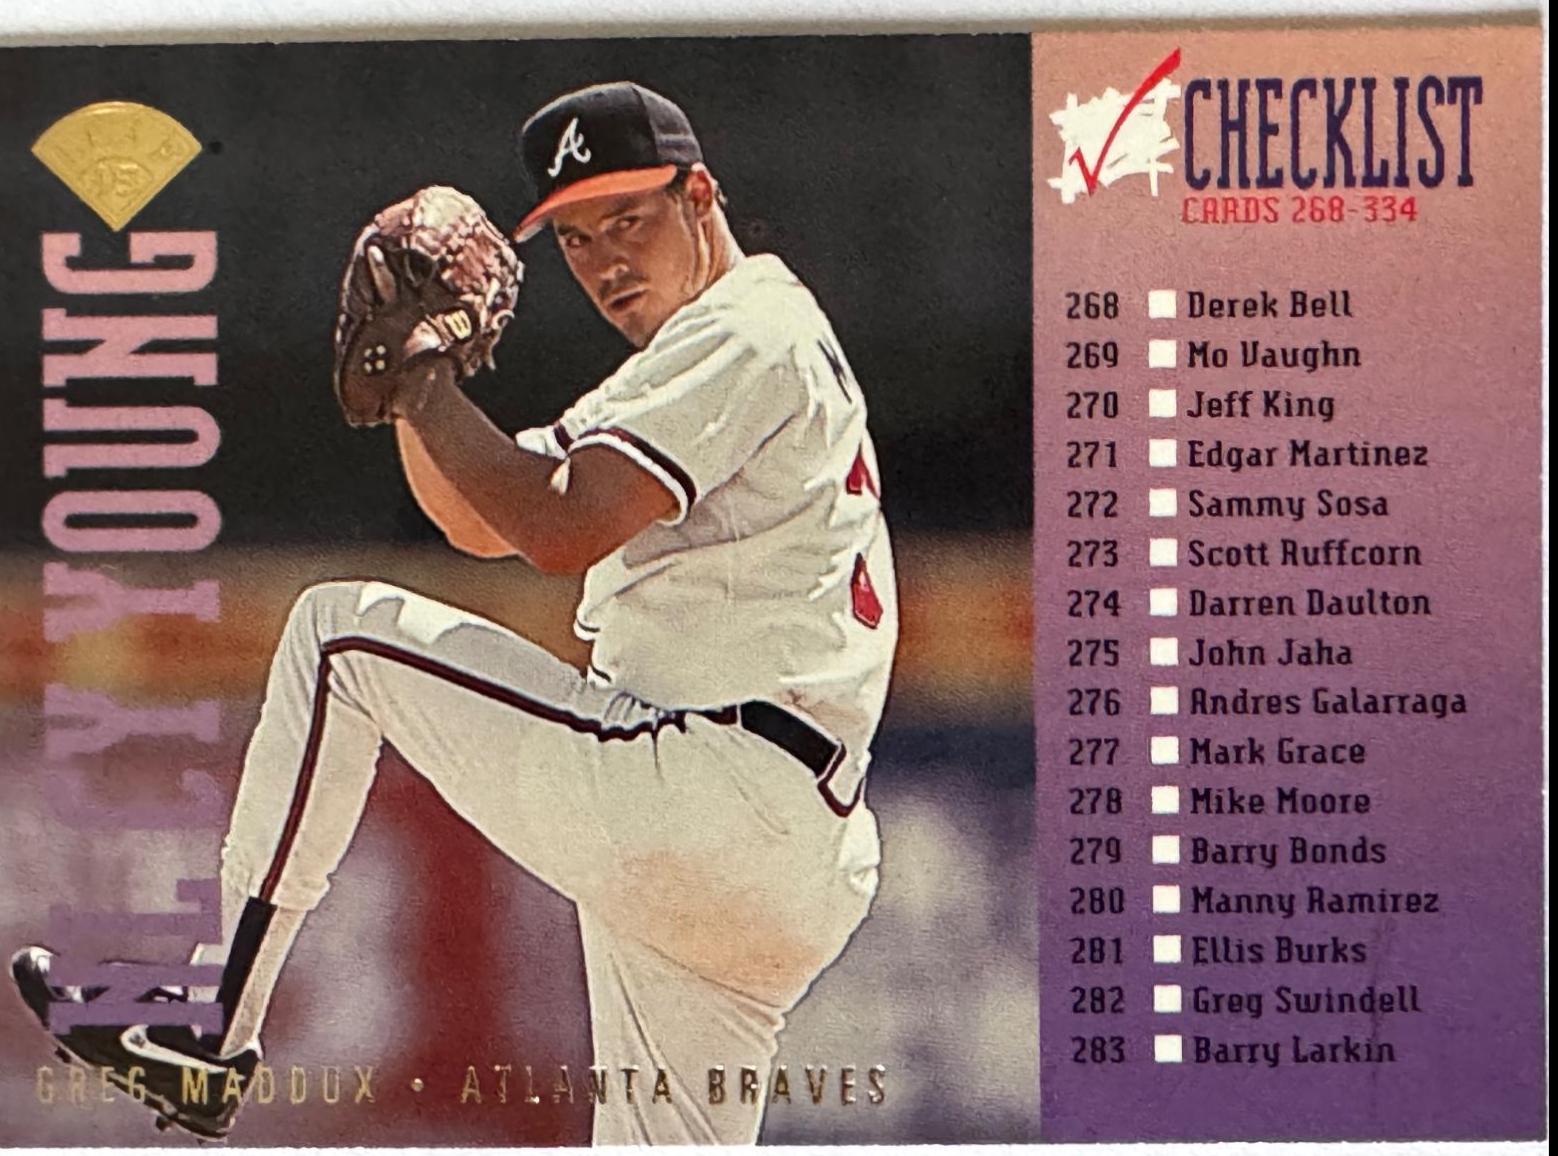 NL CY YOUNG
GREG MADDUX • ATLANTA BRAVES
CHECKLIST
CARDS 268-334
268 Derek Bell
269 Mo Vaughn
270 Jeff King
271 Edgar Martinez
272 Sammy Sosa
273 Scott Ruffcorn
274 Darren Daulton
275 John Jaha
276 Andres Galarraga
277 Mark Grace
278 Mike Moore
279 Barry Bonds
280 Manny Ramirez
281 Ellis Burks
282 Greg Swindell
283 Barry Larkin